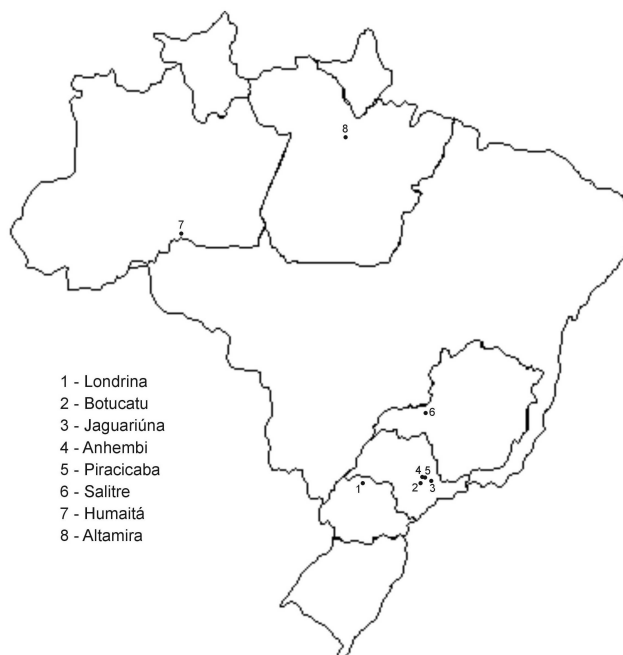 8
7
1 - Londrina
2 - Botucatu
3 - Jaguariúna
4 - Anhembi
5 - Piracicaba
6 - Salitre
7 - Humaitá
8 - Altamira
6
4 5
1 2 3